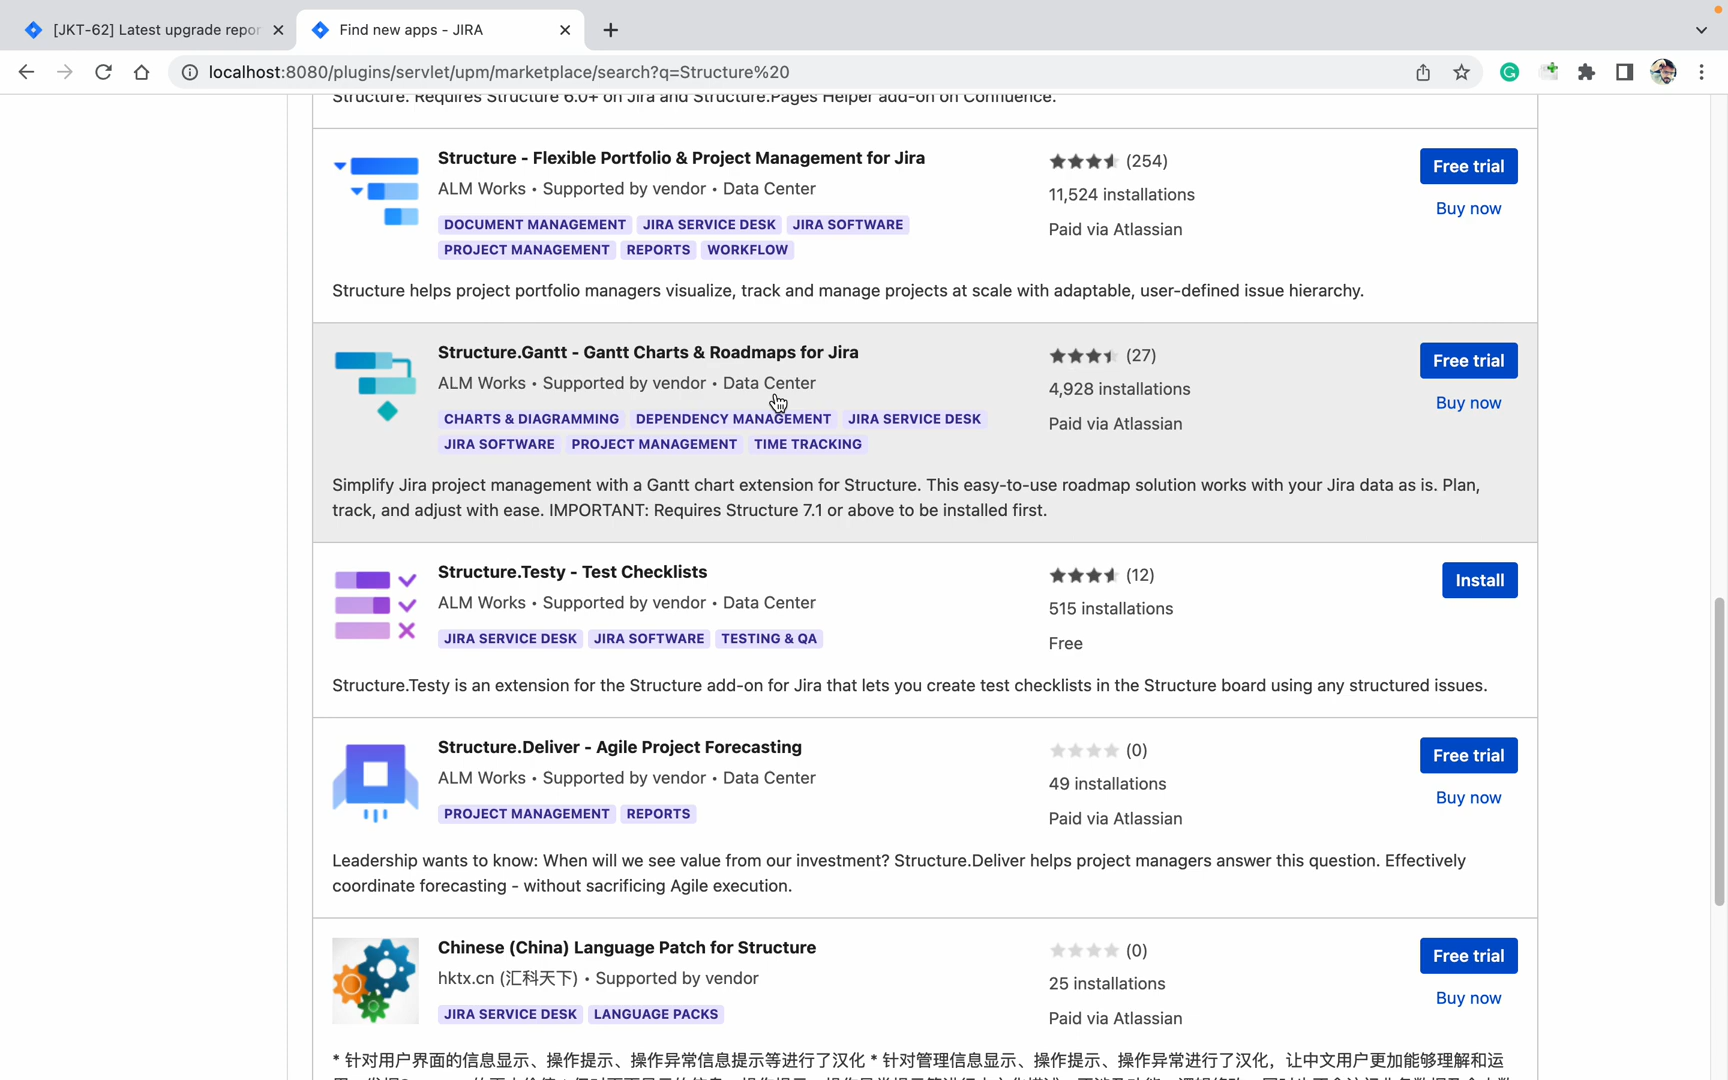 [JKT-62] Latest upgrade repor
Find new apps - JIRA
localhost:8080/plugins/servlet/upm/marketplace/search?q=Structure%20
Structure. Requires Structure 6.0+ on Jira and Structure.Pages Helper add-on on Confluence.
Structure - Flexible Portfolio & Project Management for Jira
ALM Works • Supported by vendor • Data Center
DOCUMENT MANAGEMENT JIRA SERVICE DESK JIRA SOFTWARE
PROJECT MANAGEMENT REPORTS WORKFLOW
(254)
11,524 installations
Paid via Atlassian
Free trial
Buy now
Structure helps project portfolio managers visualize, track and manage projects at scale with adaptable, user-defined issue hierarchy.
Structure.Gantt - Gantt Charts & Roadmaps for Jira
ALM Works • Supported by vendor • Data Center
CHARTS & DIAGRAMMING DEPENDENCY MANAGEMENT JIRA SERVICE DESK
JIRA SOFTWARE PROJECT MANAGEMENT TIME TRACKING
(27)
4,928 installations
Paid via Atlassian
Free trial
Buy now
Simplify Jira project management with a Gantt chart extension for Structure. This easy-to-use roadmap solution works with your Jira data as is. Plan,
track, and adjust with ease. IMPORTANT: Requires Structure 7.1 or above to be installed first.
Structure.Testy - Test Checklists
ALM Works • Supported by vendor • Data Center
JIRA SERVICE DESK JIRA SOFTWARE TESTING & QA
(12)
515 installations
Free
Install
Structure.Testy is an extension for the Structure add-on for Jira that lets you create test checklists in the Structure board using any structured issues.
Structure.Deliver - Agile Project Forecasting
ALM Works • Supported by vendor • Data Center
PROJECT MANAGEMENT REPORTS
(0)
49 installations
Paid via Atlassian
Free trial
Buy now
Leadership wants to know: When will we see value from our investment? Structure.Deliver helps project managers answer this question. Effectively
coordinate forecasting - without sacrificing Agile execution.
Chinese (China) Language Patch for Structure
hktx.cn (汇科天下) • Supported by vendor
JIRA SERVICE DESK LANGUAGE PACKS
(0)
25 installations
Paid via Atlassian
Free trial
Buy now
* 针对用户界面的信息显示、操作提示、操作异常信息提示等进行了汉化 * 针对管理信息显示、操作提示、操作异常进行了汉化，让中文用户更加能够理解和运